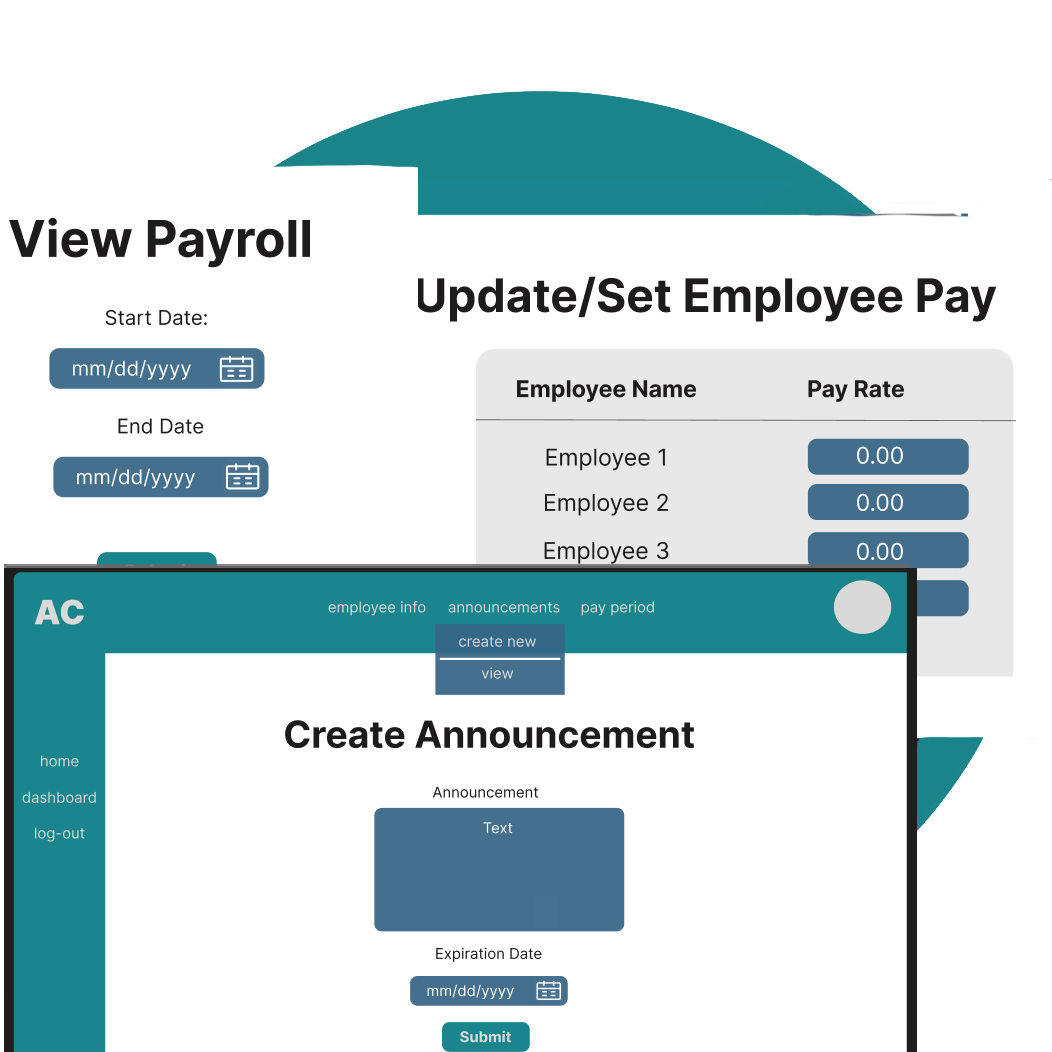 View Payroll
Start Date:
mm/dd/yyyy
End Date
mm/dd/yyyy
Update/Set Employee Pay
Employee Name Pay Rate
Employee 1 0.00
Employee 2 0.00
Employee 3 0.00
AC
employee info announcements pay period
create new
view
home
dashboard
log-out
Create Announcement
Announcement
Text
Expiration Date
mm/dd/yyyy
Submit